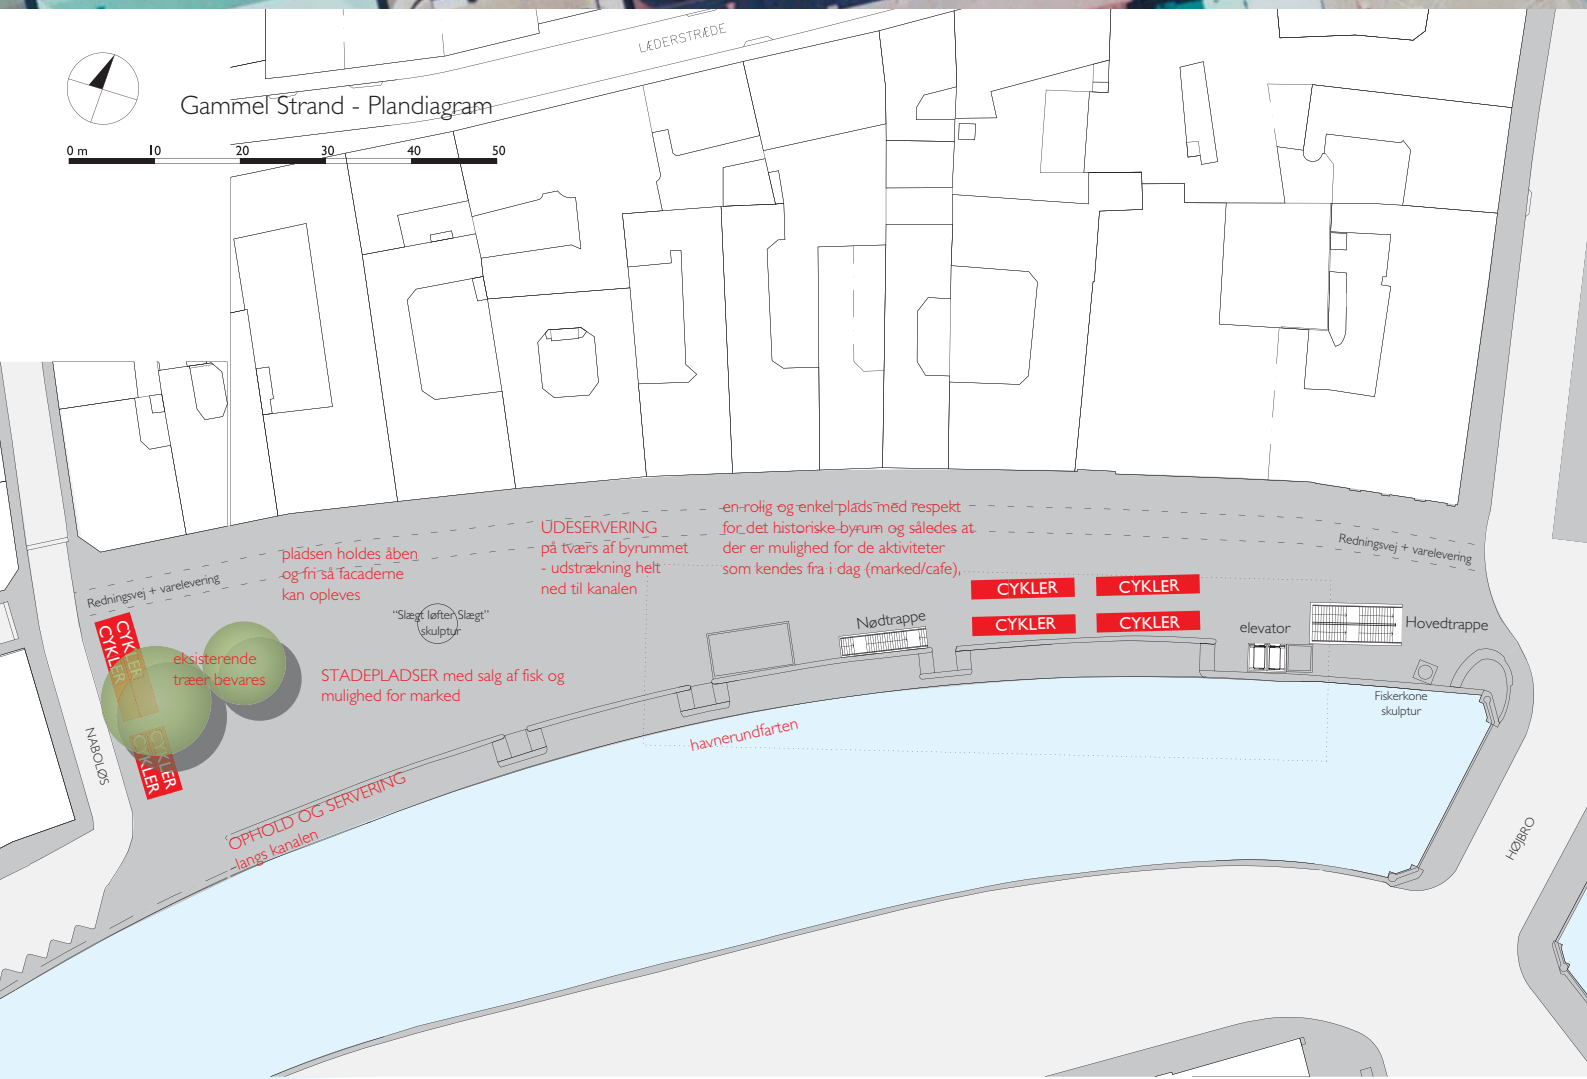 LÆDERSTRÆDE
Gammel Strand - Plandiagram
0 m 10 20 30 40 50
en rolig og enkel plads med respekt
for det historiske byrum og således at
der er mulighed for de aktiviteter
som kendes fra i dag (marked/cafe),
UDESERVERING
på tværs af byrummet
- udstrækning helt
ned til kanalen
pladsen holdes åben
og fri så facaderne
kan opleves
Redningsvej + varelevering
Redningsvej + varelevering
CYKLER CYKLER
CYKLER CYKLER
"Slægt løfter Slægt"
skulptur
Nødtrappe
elevator
Hovedtrappe
CYKLER
CYKLER
eksisterende
træer bevares
STADEPLADSER med salg af fisk og
mulighed for marked
Fiskerkone
skulptur
havnerundfarten
NABOLØS
CYKLER
CYKLER
OPHOLD OG SERVERING
-langs kanalen
HØJBRO